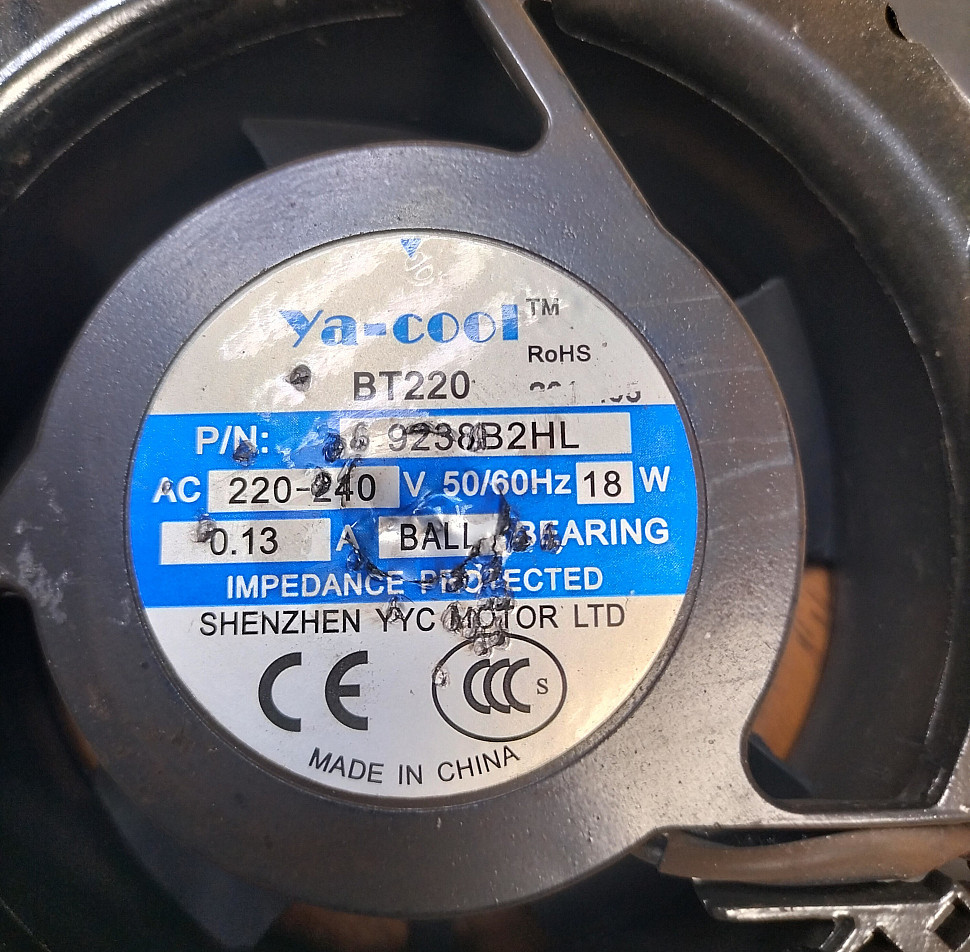 ya-cool™
RoHS
BT220
P/N: 9238B2HL
AC 220-240 V 50/60Hz 18 W
0.13 A BALL BEARING
IMPEDANCE PROTECTED
SHENZHEN YYC MOTOR LTD
CE CCC S
MADE IN CHINA